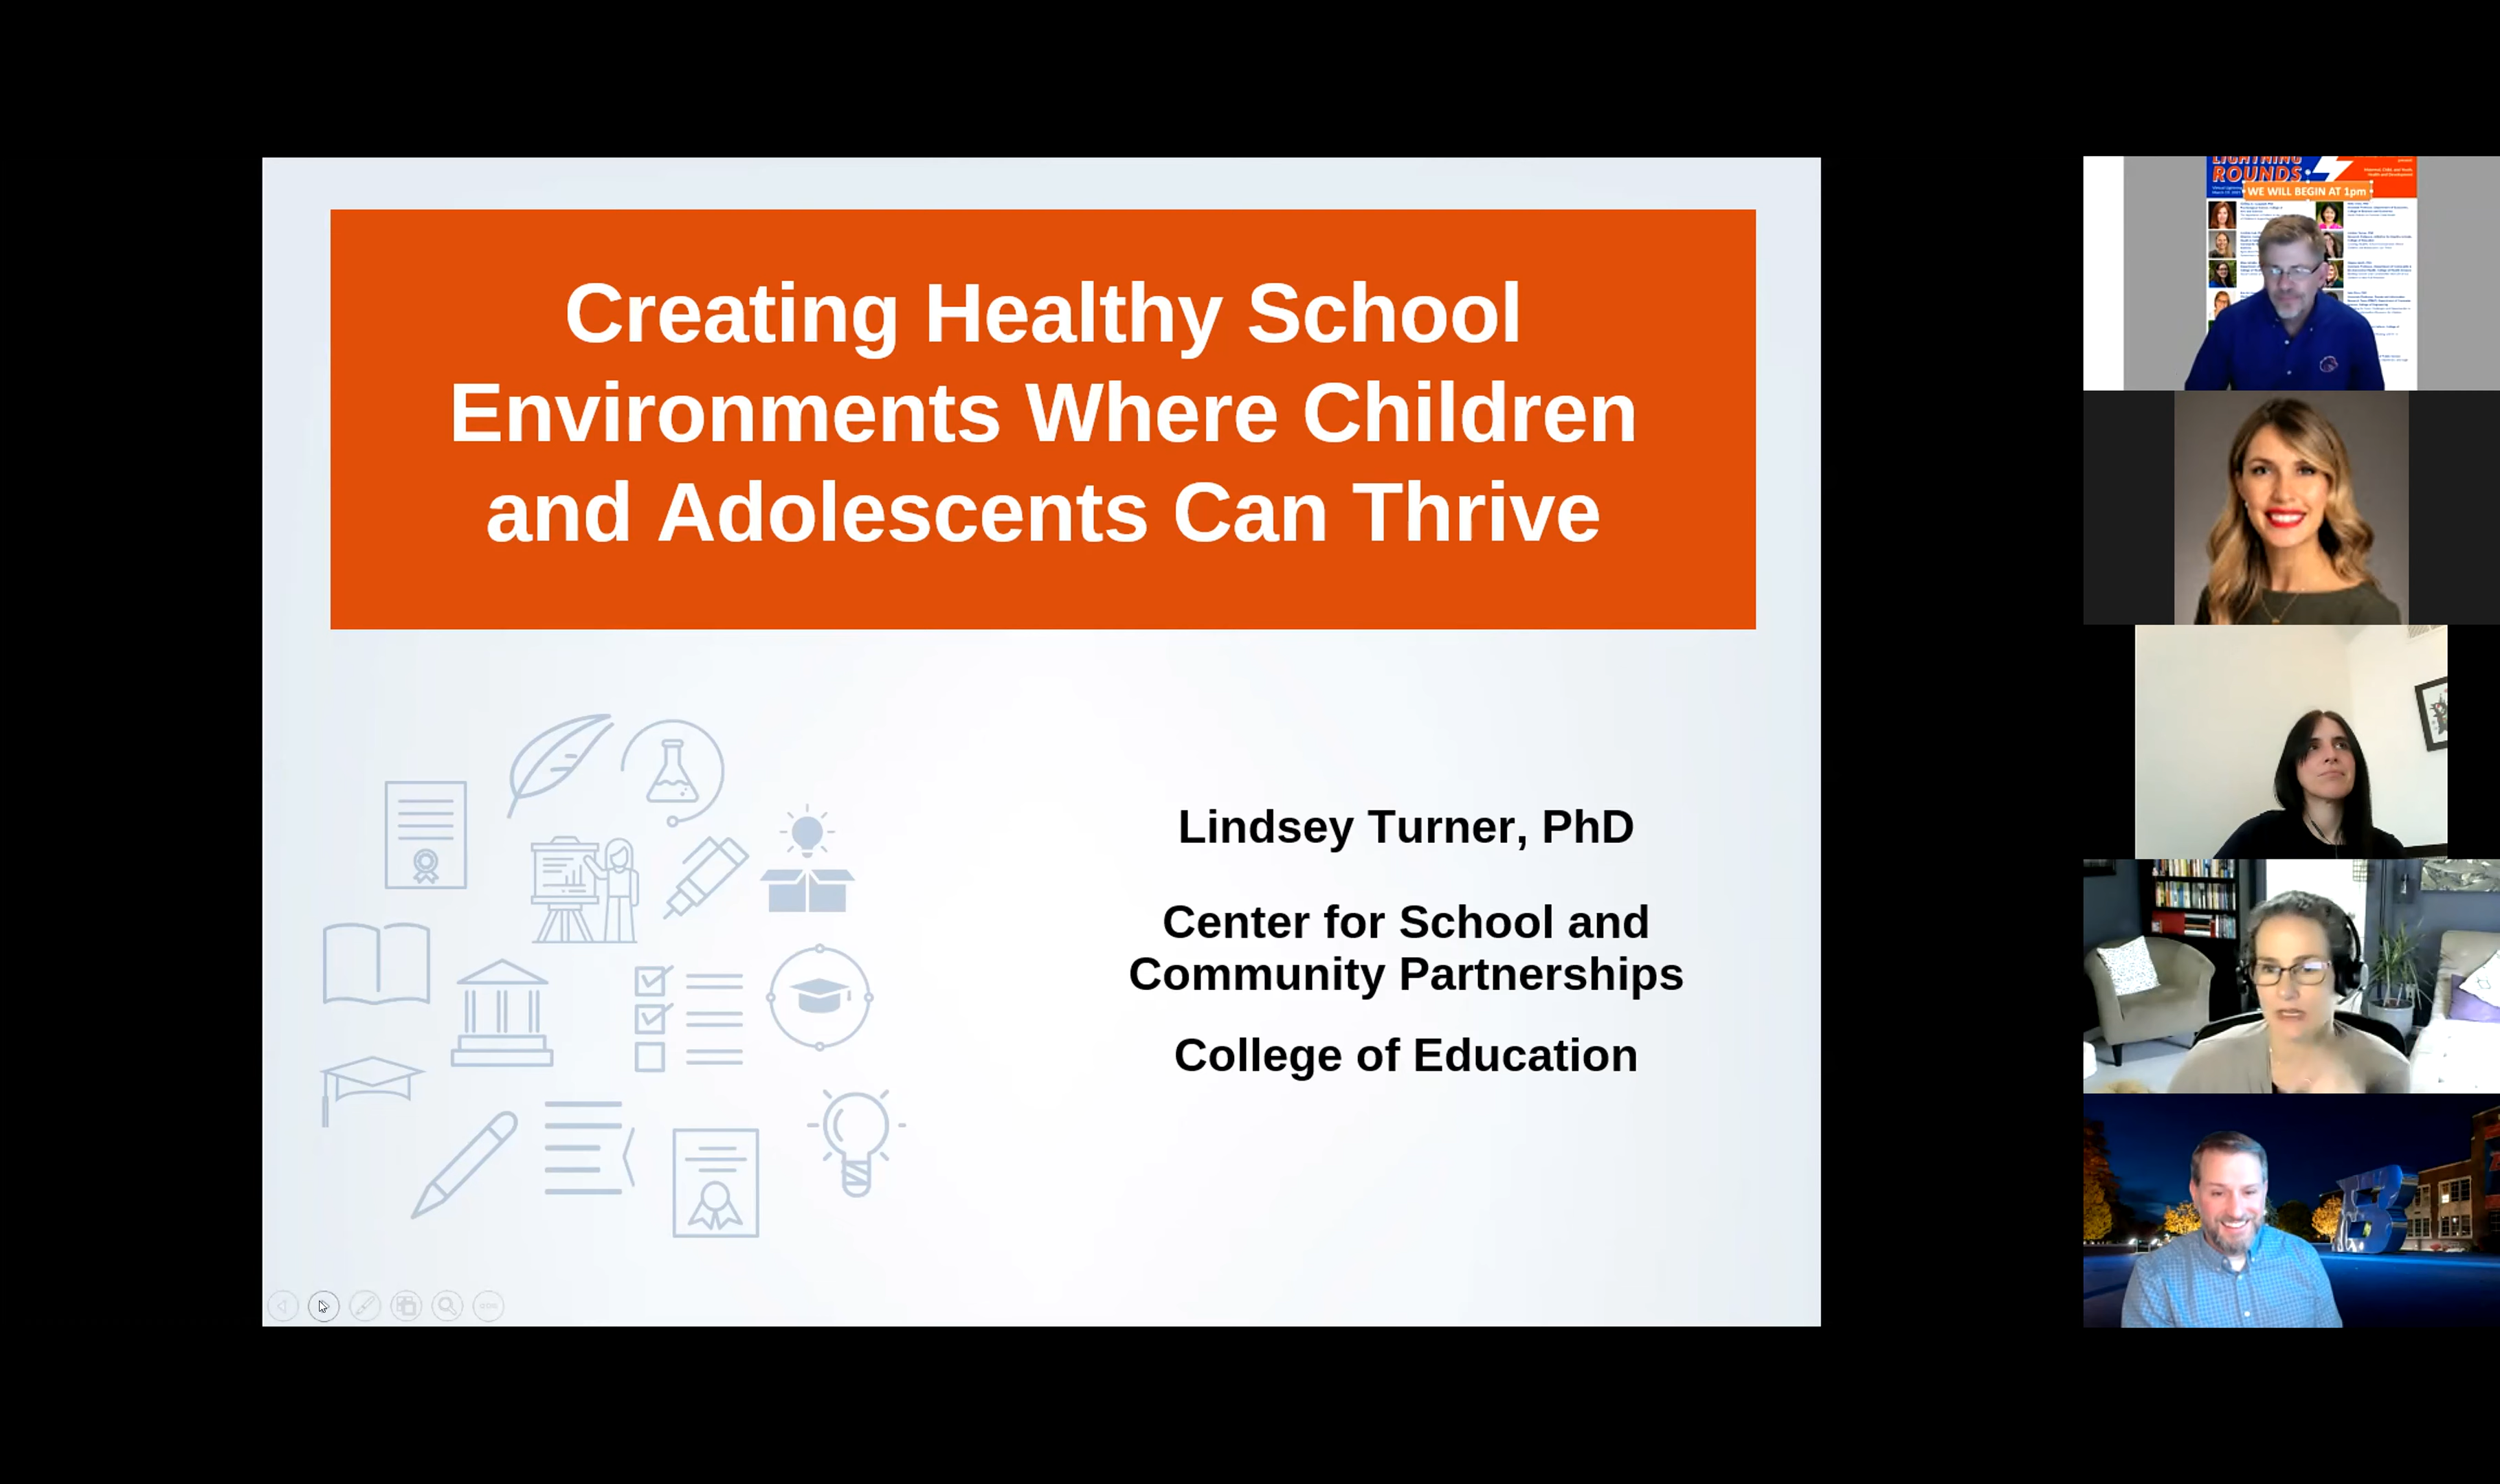 Creating Healthy School
Environments Where Children
and Adolescents Can Thrive
Lindsey Turner, PhD
Center for School and
Community Partnerships
College of Education
LIGHTNING
ROUNDS
WE WILL BEGIN AT 1pm
B